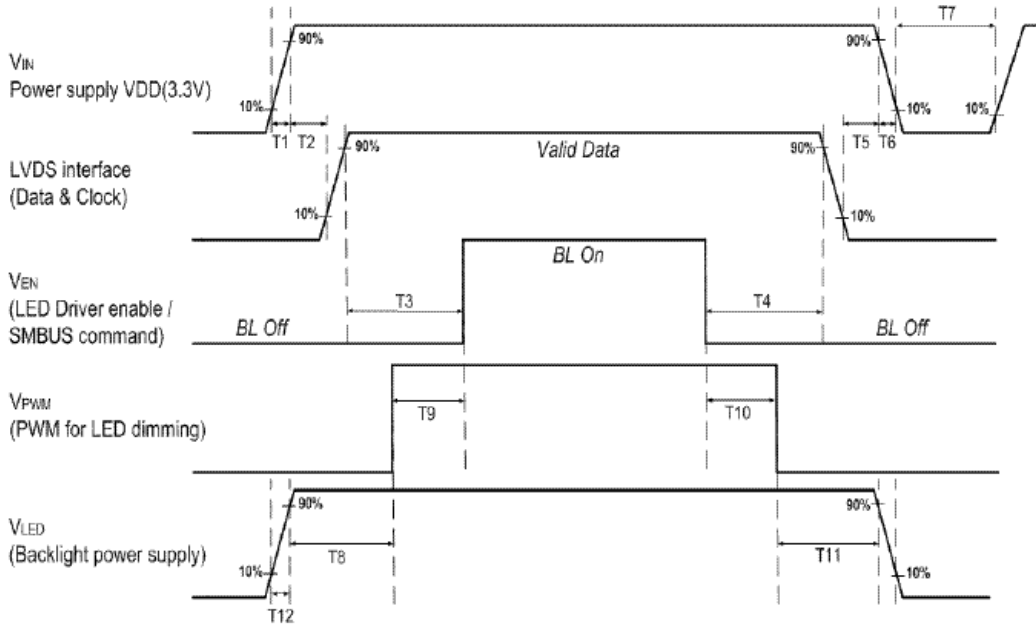 T7
90%
90%
VIN
Power supply VDD(3.3V)
10%
10%
10%
T1
T2
T5
T6
90%
Valid Data
90%
LVDS interface
(Data & Clock)
10%
10%
BL On
VEN
(LED Driver enable /
SMBUS command)
T3
T4
BL Off
BL Off
VPWM
(PWM for LED dimming)
T9
T10
90%
90%
VLED
(Backlight power supply)
T8
T11
10%
10%
T12